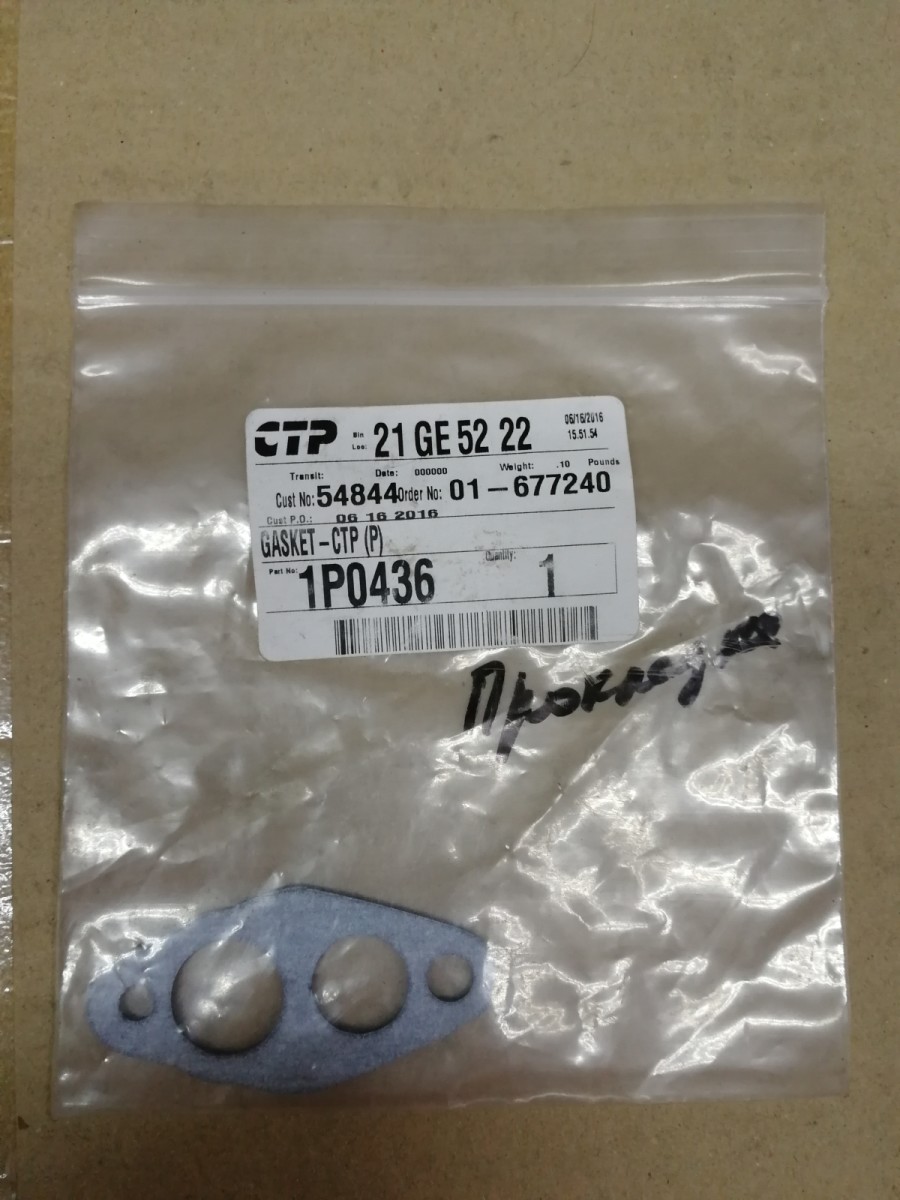 CTP Bin Loc: 21 GE 52 22 06/16/2016
15.51.54
Transit: Date: 000000 Weight: .10 Pounds
Cust No: 54844 Order No: 01-677240
Cust P.O.: 06 16 2016
GASKET-CTP (P)
Part No: 1P0436 Quantity: 1
Прокладка